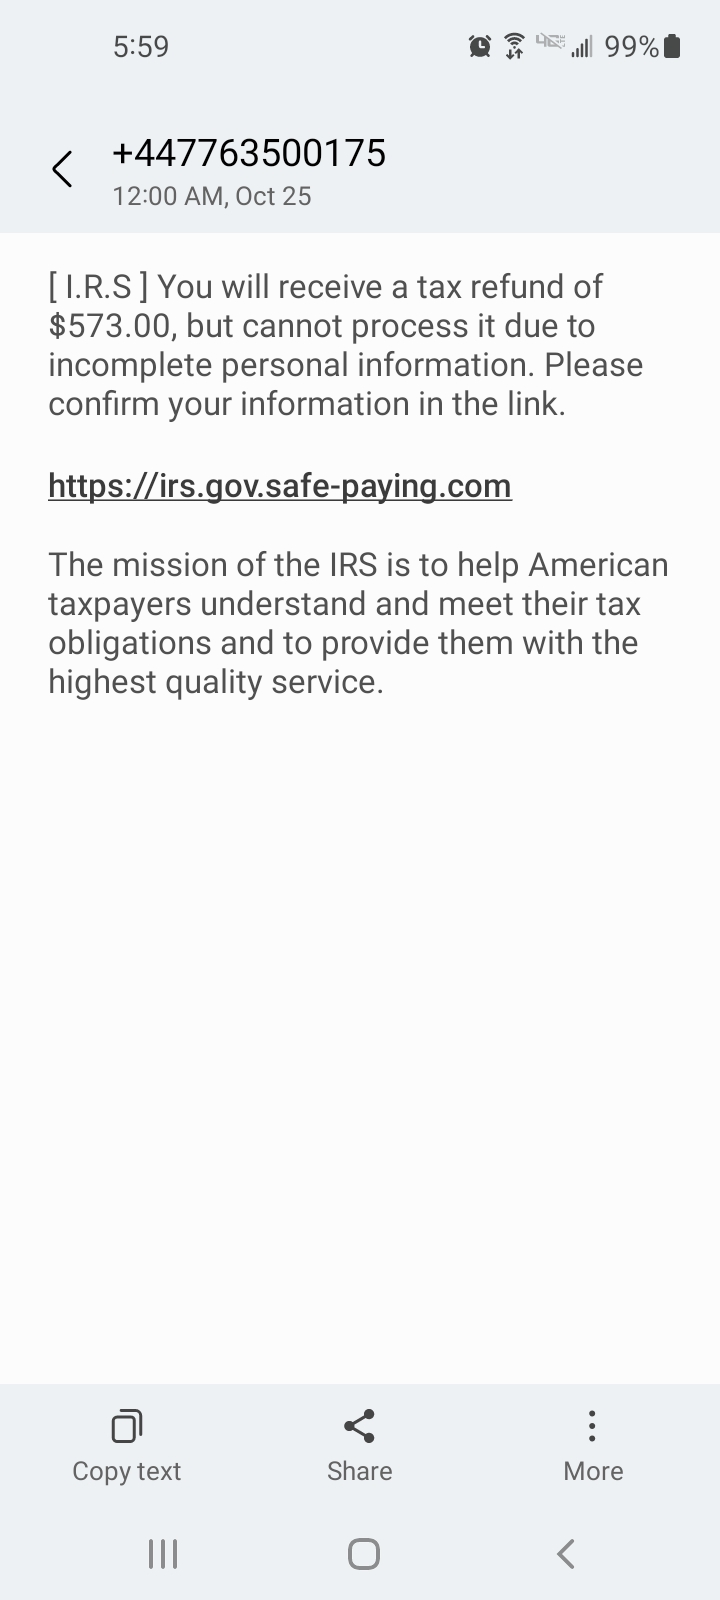 5:59
99%
+447763500175
12:00 AM, Oct 25
[ I.R.S ] You will receive a tax refund of
$573.00, but cannot process it due to
incomplete personal information. Please
confirm your information in the link.
https://irs.gov.safe-paying.com
The mission of the IRS is to help American
taxpayers understand and meet their tax
obligations and to provide them with the
highest quality service.
Copy text
Share
More